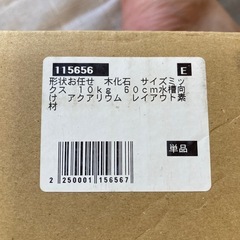 115656
E
形状お任せ 木化石 サイズミッ
クス 10kg 60cm水槽向
け アクアリウム レイアウト素
材
単品
2 250001 156567